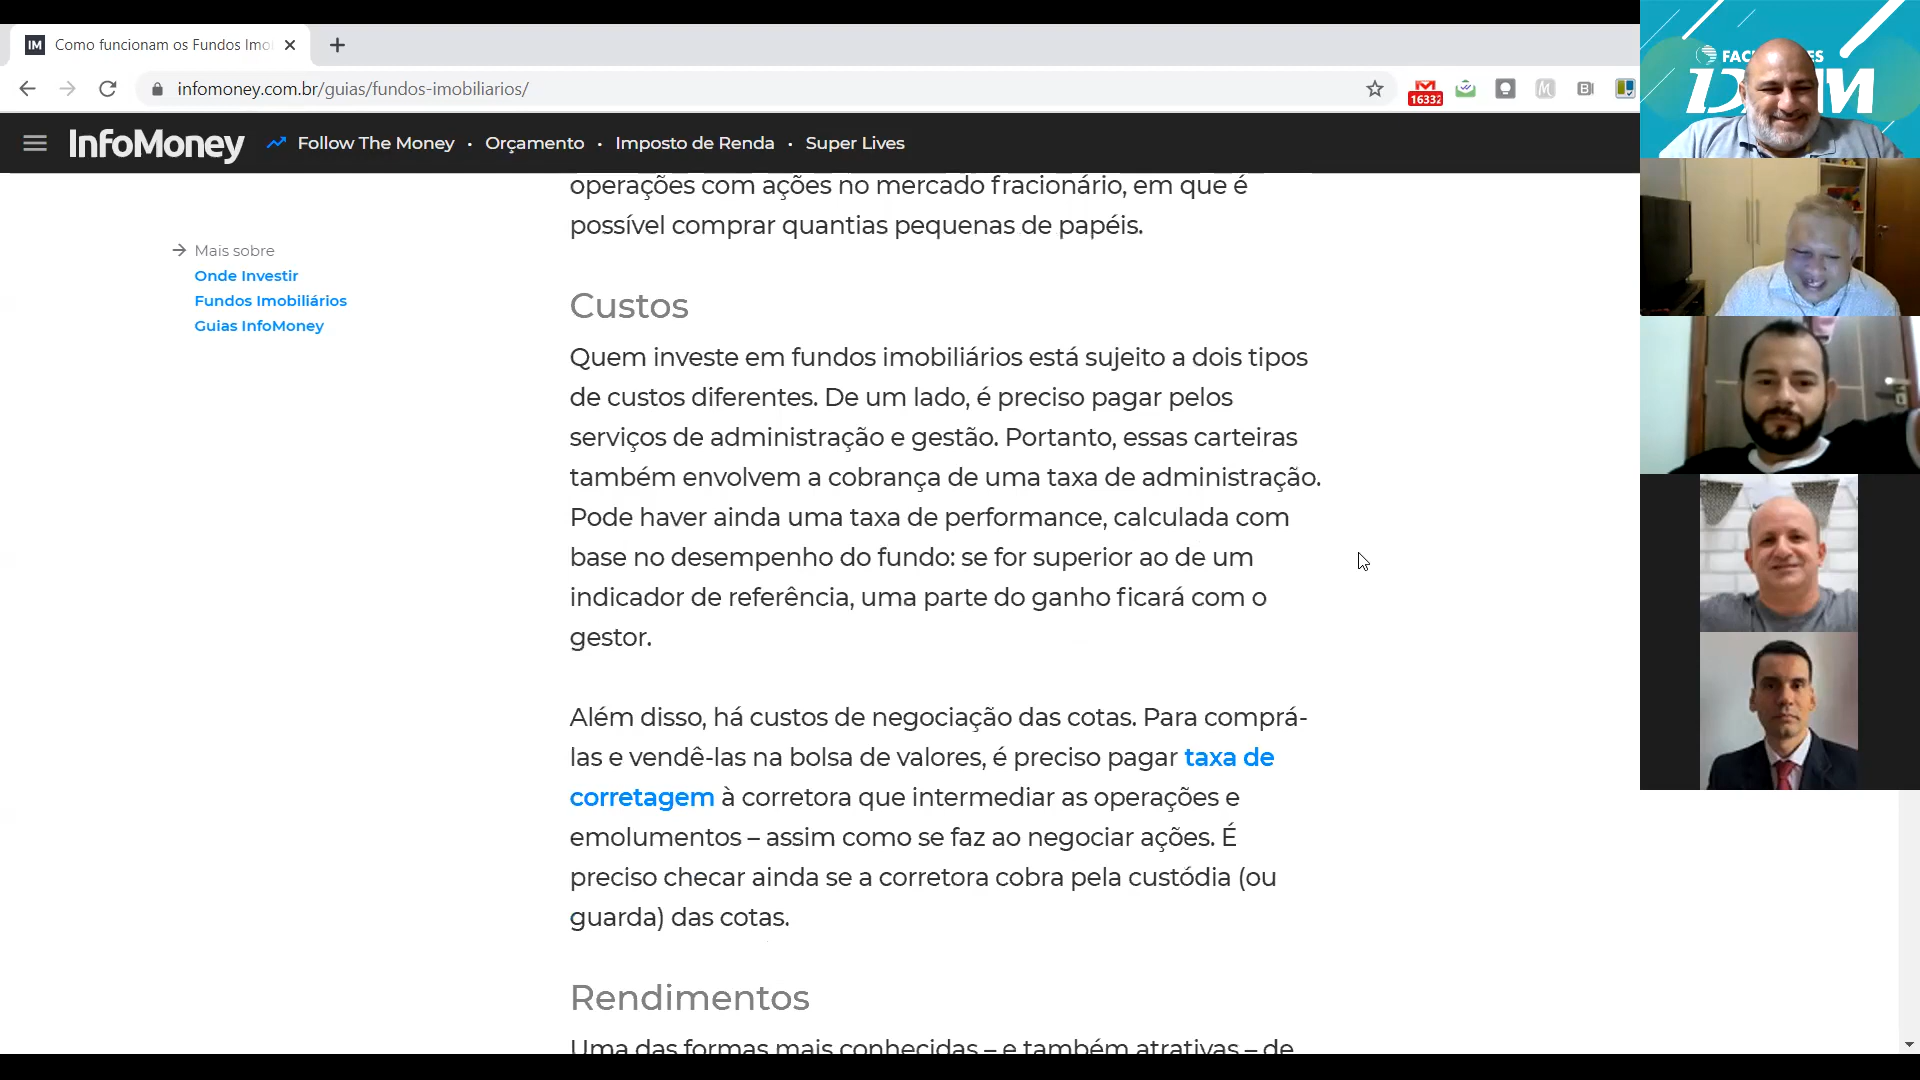 IM Como funcionam os Fundos Imo
infomoney.com.br/guias/fundos-imobiliarios/
16332
InfoMoney Follow The Money • Orçamento • Imposto de Renda • Super Lives
operações com ações no mercado fracionário, em que é
possível comprar quantias pequenas de papéis.
→ Mais sobre
Onde Investir
Fundos Imobiliários
Guias InfoMoney
Custos
Quem investe em fundos imobiliários está sujeito a dois tipos
de custos diferentes. De um lado, é preciso pagar pelos
serviços de administração e gestão. Portanto, essas carteiras
também envolvem a cobrança de uma taxa de administração.
Pode haver ainda uma taxa de performance, calculada com
base no desempenho do fundo: se for superior ao de um
indicador de referência, uma parte do ganho ficará com o
gestor.
Além disso, há custos de negociação das cotas. Para comprá-
las e vendê-las na bolsa de valores, é preciso pagar taxa de
corretagem à corretora que intermediar as operações e
emolumentos – assim como se faz ao negociar ações. É
preciso checar ainda se a corretora cobra pela custódia (ou
guarda) das cotas.
Rendimentos
Uma das formas mais conhecidas – e também atrativas – de